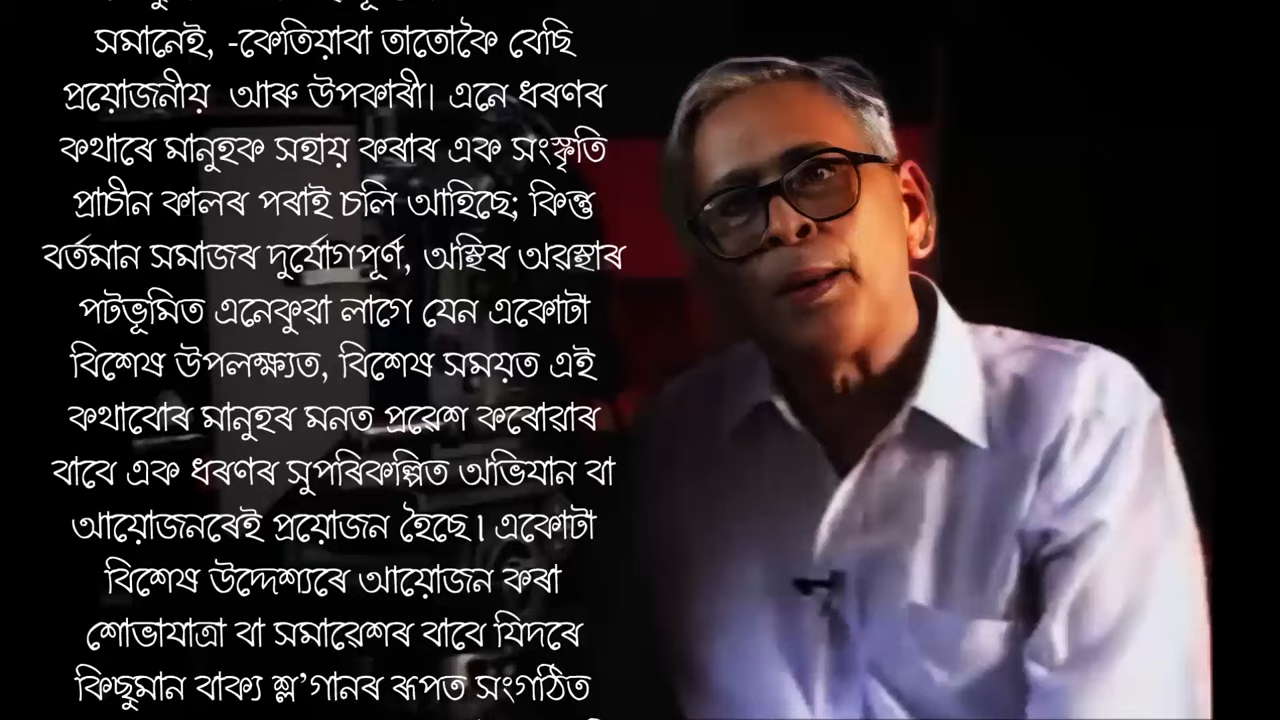 সমানেই, -কেতিয়াবা তাতোকৈ বেছি
প্ৰয়োজনীয় আৰু উপকাৰী। এনে ধৰণৰ
কথাৰে মানুহক সহায় কৰাৰ এক সংস্কৃতি
প্ৰাচীন কালৰ পৰাই চলি আহিছে; কিন্তু
বৰ্তমান সমাজৰ দুৰ্যোগপূৰ্ণ, অস্থিৰ অৱস্থাৰ
পটভূমিত এনেকুৱা লাগে যেন একোটা
বিশেষ উপলক্ষ্যত, বিশেষ সময়ত এই
কথাবোৰ মানুহৰ মনত প্ৰৱেশ কৰোৱাৰ
বাবে এক ধৰণৰ সুপৰিকল্পিত অভিযান বা
আয়োজনৰেই প্ৰয়োজন হৈছে। একোটা
বিশেষ উদ্দেশ্যৰে আয়োজন কৰা
শোভাযাত্ৰা বা সমাৱেশৰ বাবে যিদৰে
কিছুমান বাক্য শ্ল’গানৰ ৰূপত সংগঠিত